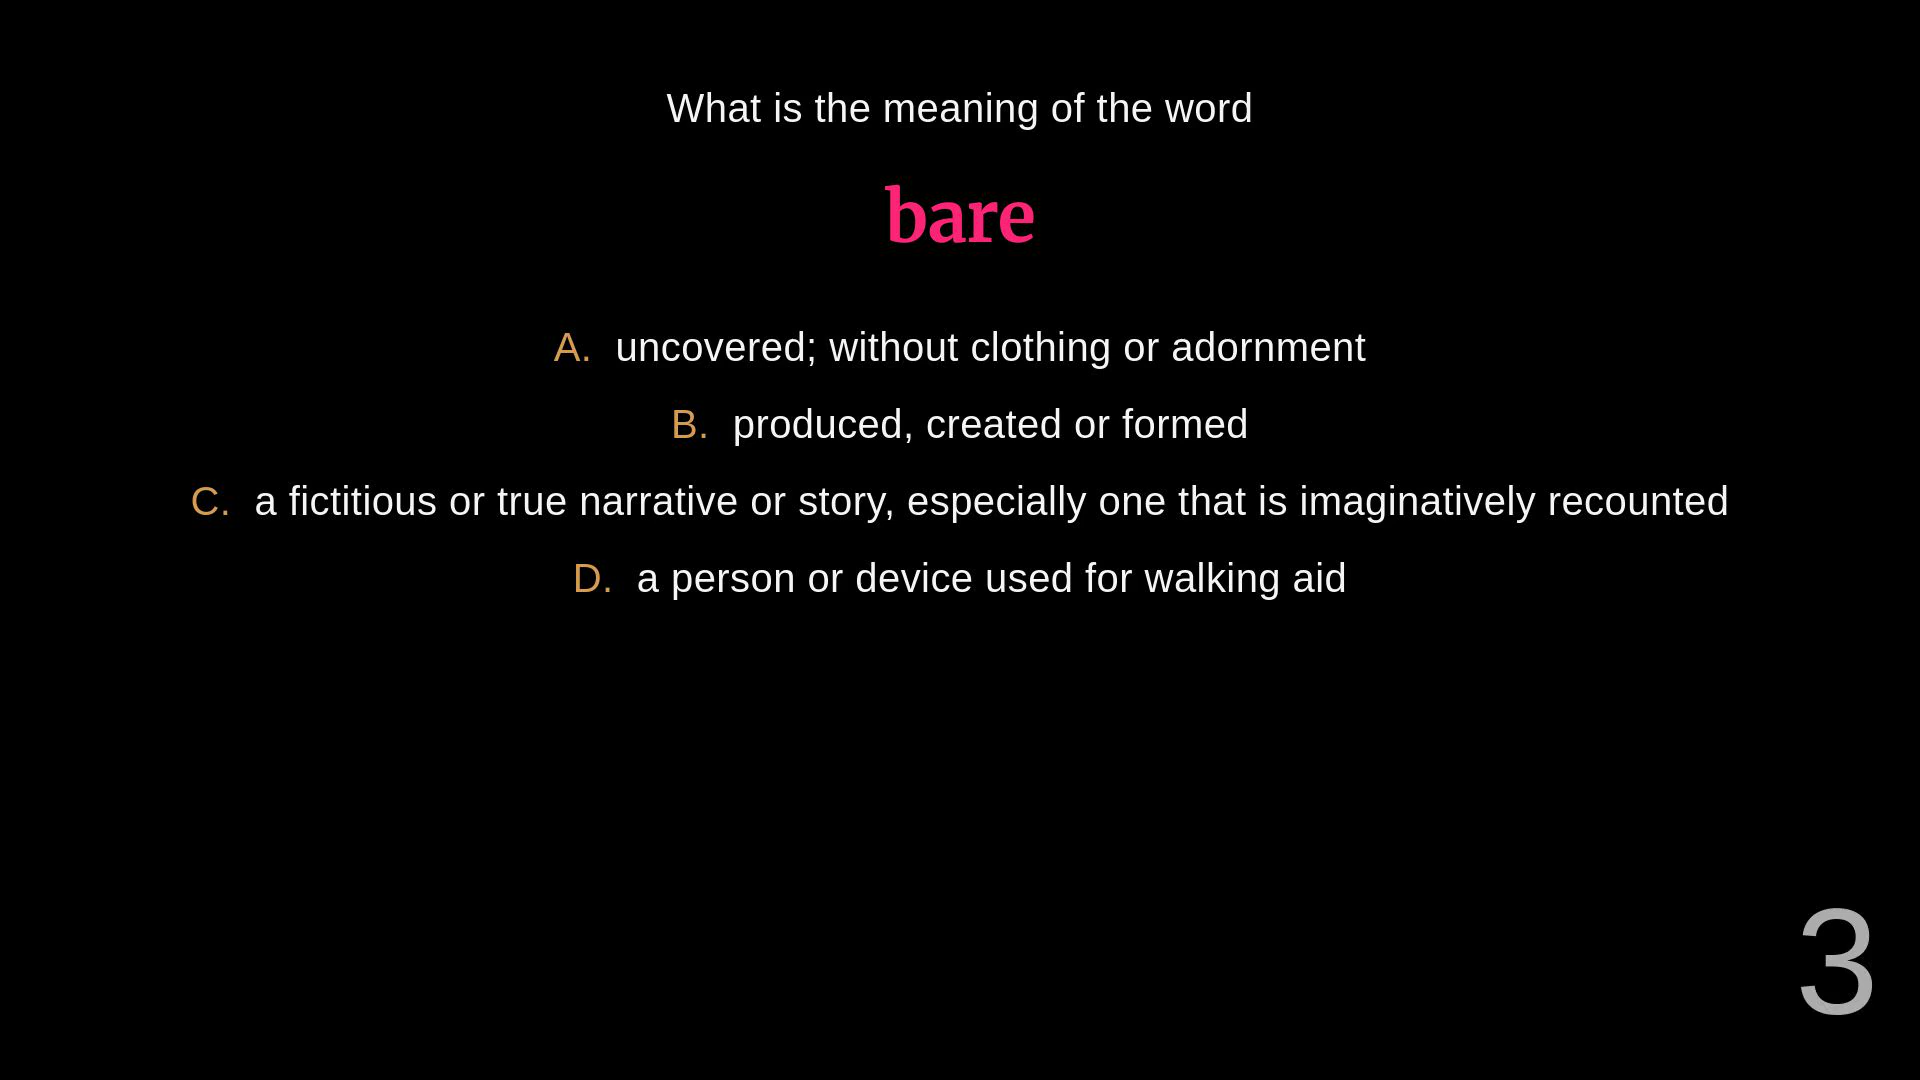 What is the meaning of the word
bare
A. uncovered; without clothing or adornment
B. produced, created or formed
C. a fictitious or true narrative or story, especially one that is imaginatively recounted
D. a person or device used for walking aid
3